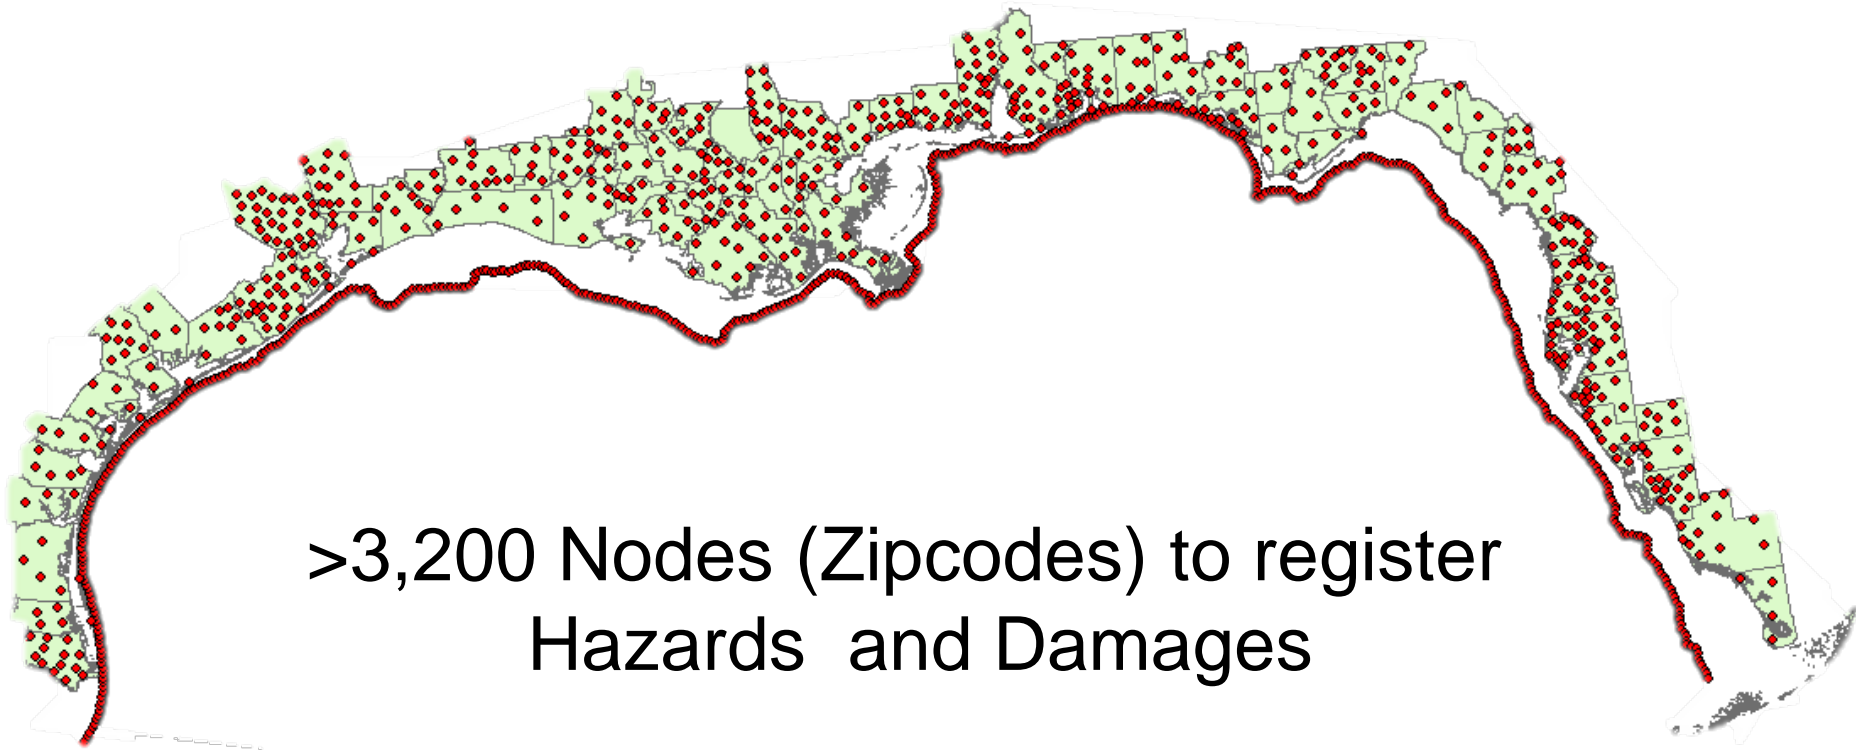 >3,200 Nodes (Zipcodes) to register
Hazards  and Damages